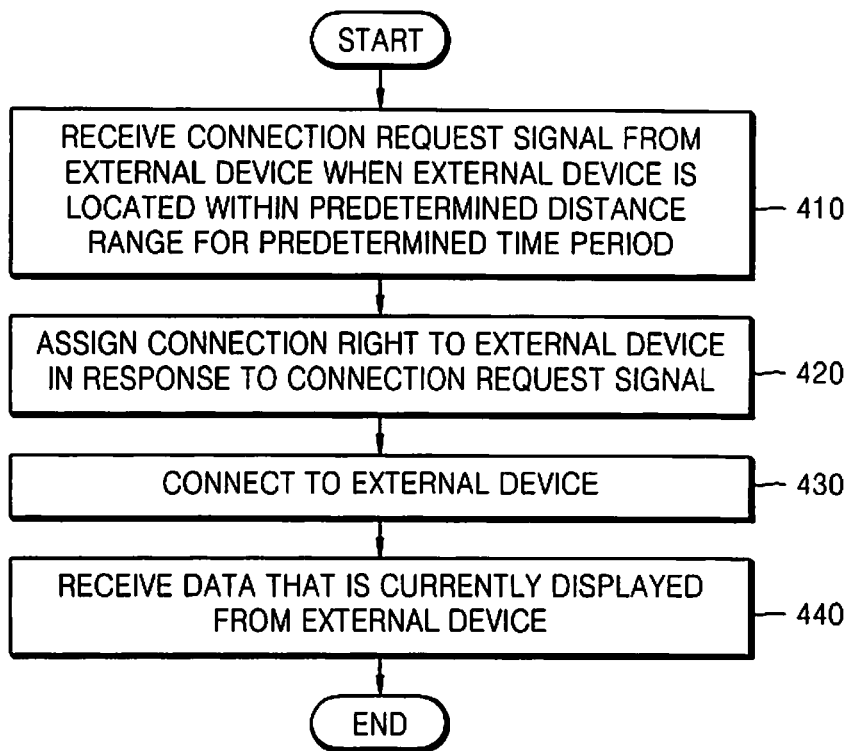 START
RECEIVE CONNECTION REQUEST SIGNAL FROM
EXTERNAL DEVICE WHEN EXTERNAL DEVICE IS
LOCATED WITHIN PREDETERMINED DISTANCE
RANGE FOR PREDETERMINED TIME PERIOD
410
ASSIGN CONNECTION RIGHT TO EXTERNAL DEVICE
IN RESPONSE TO CONNECTION REQUEST SIGNAL
420
CONNECT TO EXTERNAL DEVICE
430
RECEIVE DATA THAT IS CURRENTLY DISPLAYED
FROM EXTERNAL DEVICE
440
END